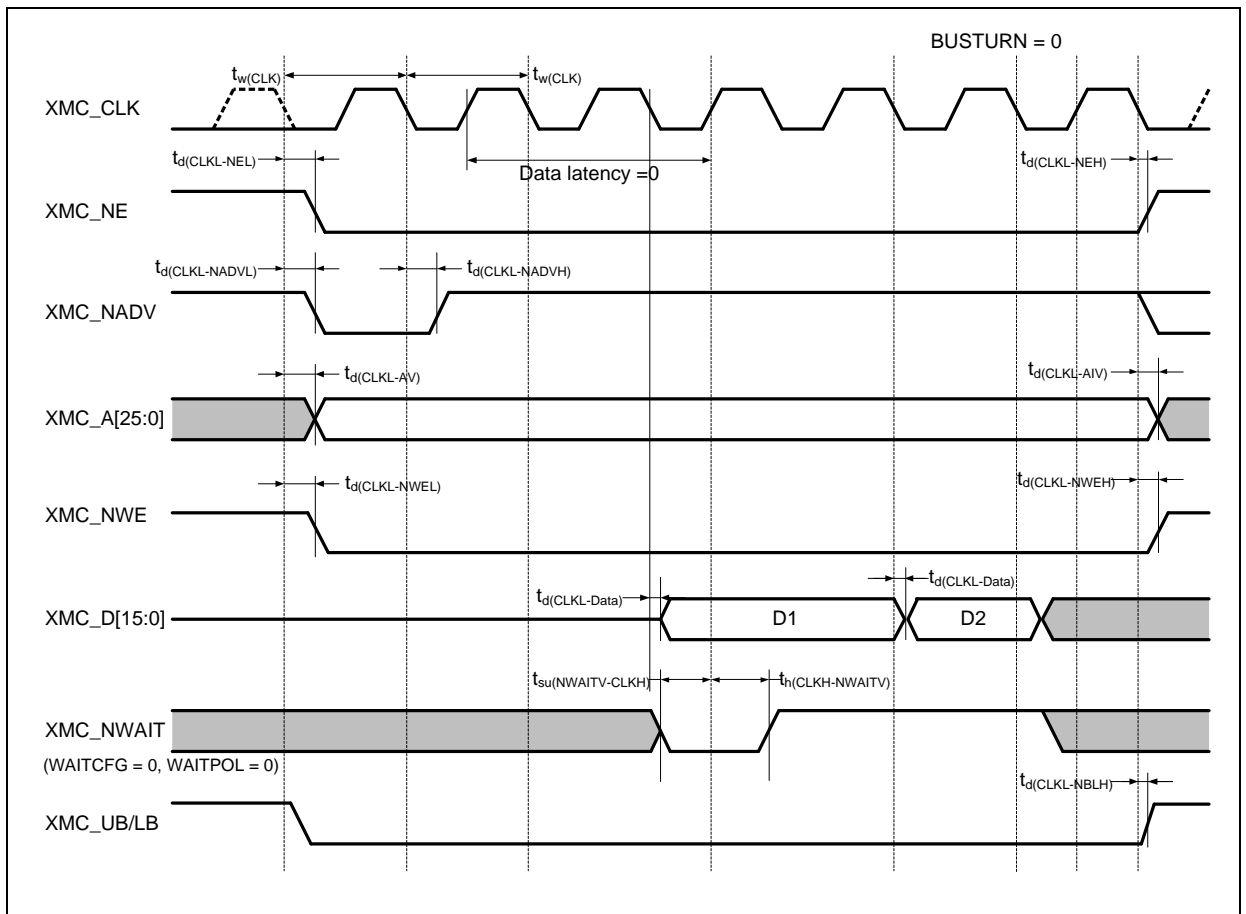 BUSTURN = 0
tw(CLK) tw(CLK)
XMC_CLK
td(CLKL-NEL) Data latency =0 td(CLKL-NEH)
XMC_NE
td(CLKL-NADVL) td(CLKL-NADVH)
XMC_NADV
td(CLKL-AV) td(CLKL-AIV)
XMC_A[25:0]
td(CLKL-NWEL) td(CLKL-NWEH)
XMC_NWE
td(CLKL-Data) td(CLKL-Data)
XMC_D[15:0] D1 D2
tsu(NWAITV-CLKH) th(CLKH-NWAITV)
XMC_NWAIT
(WAITCFG = 0, WAITPOL = 0)
td(CLKL-NBLH)
XMC_UB/LB